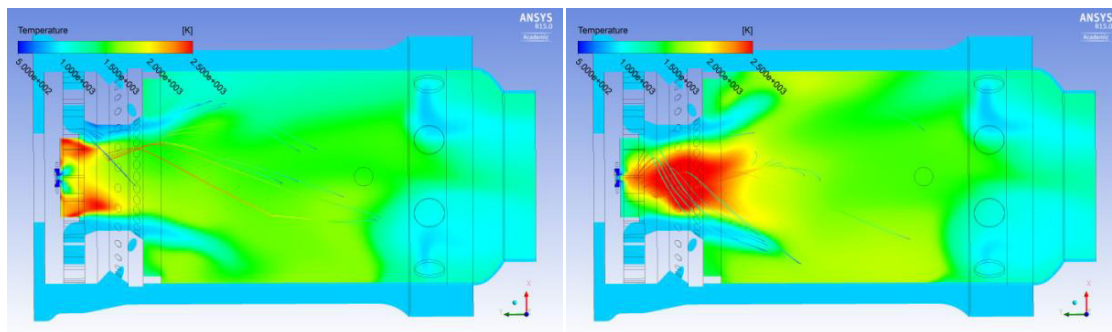 Temperature [K]
5.000e+002
1.000e+003
1.500e+003
2.000e+003
2.500e+003
ANSYS
R15.0
Academic
X
Y
Temperature [K]
5.000e+002
1.000e+003
1.500e+003
2.000e+003
2.500e+003
ANSYS
R15.0
Academic
X
Y